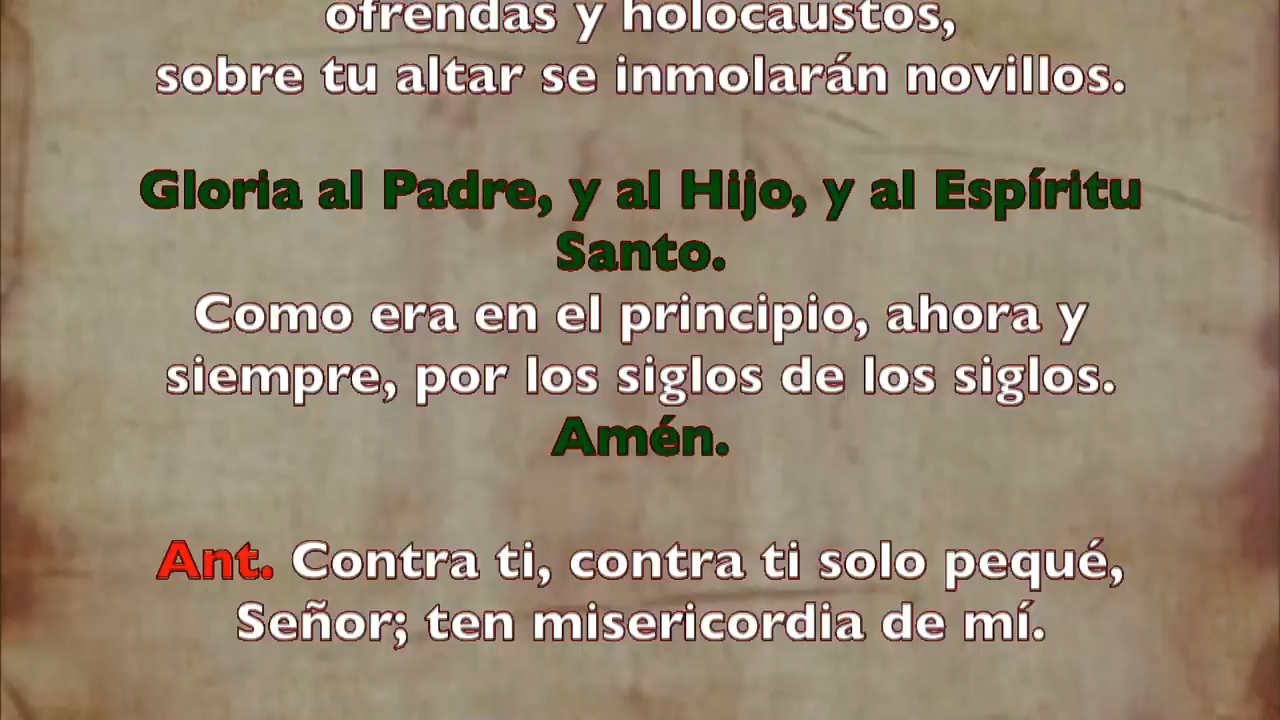 ofrendas y holocaustos,
sobre tu altar se inmolarán novillos.
Gloria al Padre, y al Hijo, y al Espíritu
Santo.
Como era en el principio, ahora y
siempre, por los siglos de los siglos.
Amén.
Ant. Contra ti, contra ti solo pequé,
Señor; ten misericordia de mí.